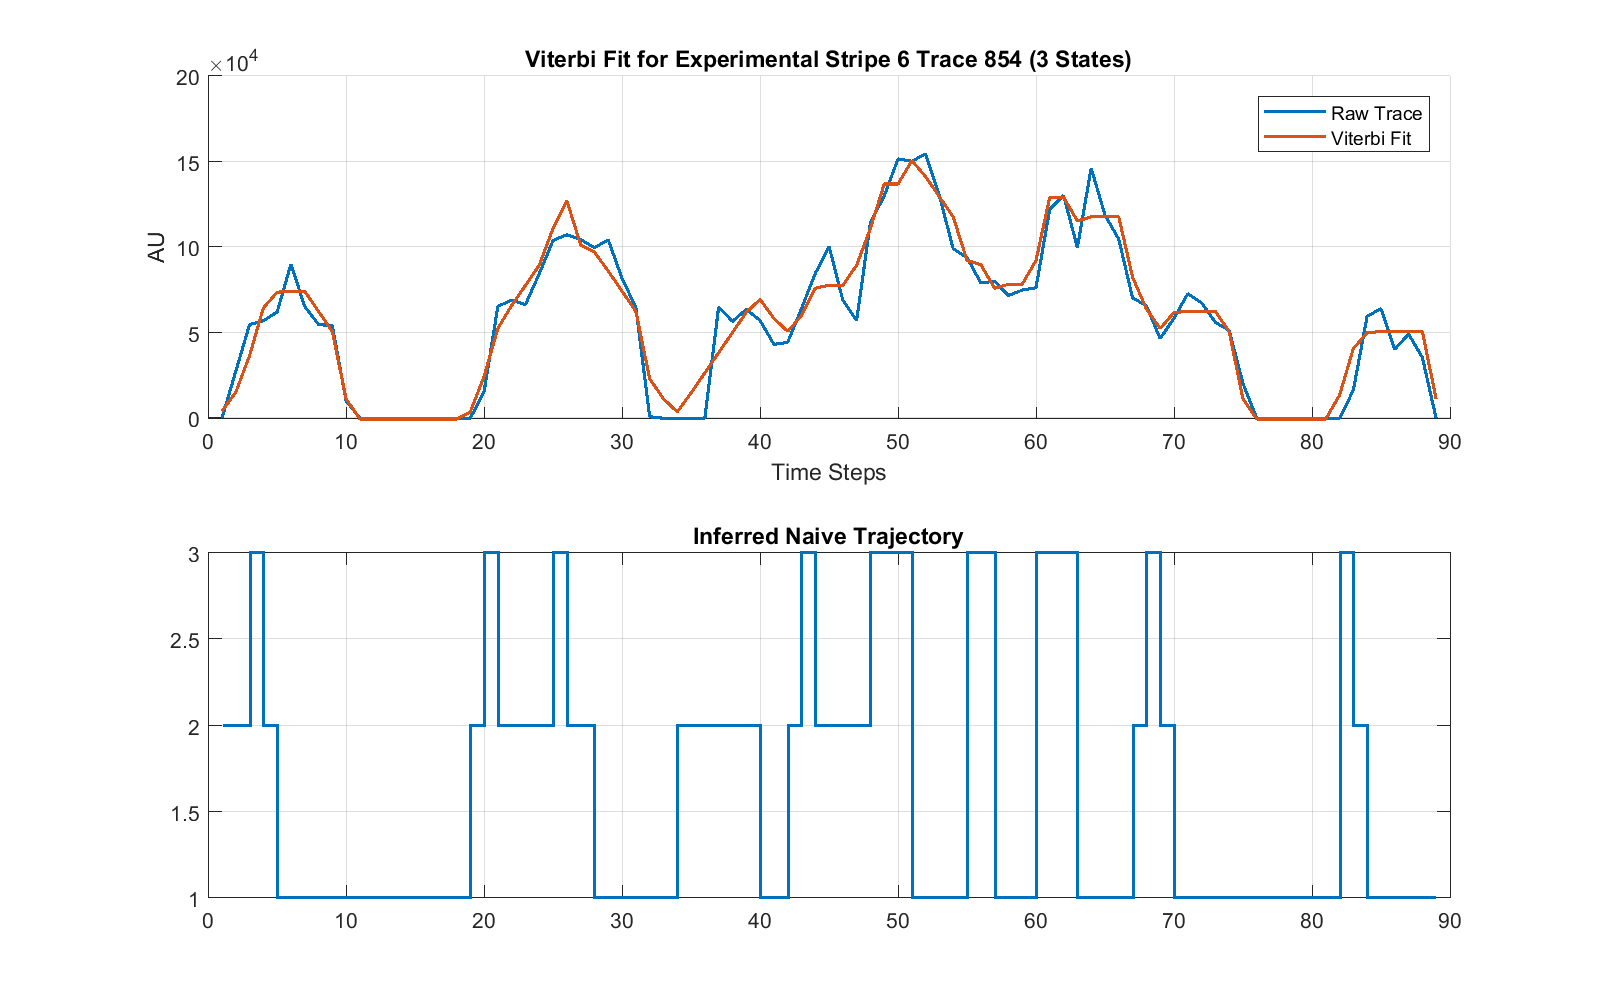 Viterbi Fit for Experimental Stripe 6 Trace 854 (3 States)
×10⁴
20
15
10
5
0
AU
Raw Trace
Viterbi Fit
0 10 20 30 40 50 60 70 80 90
Time Steps
Inferred Naive Trajectory
3
2.5
2
1.5
1
0 10 20 30 40 50 60 70 80 90